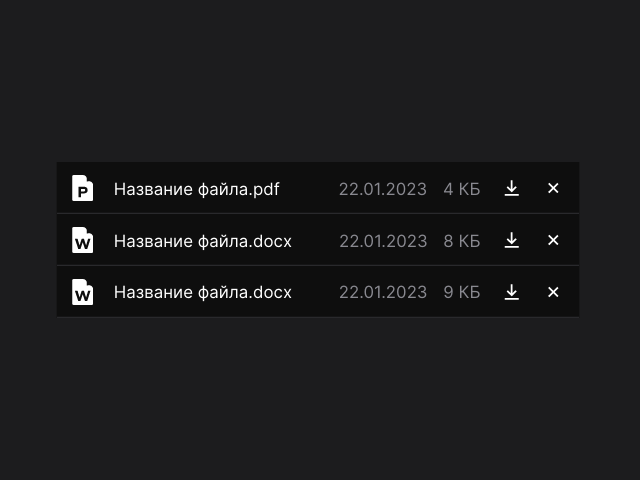 P Название файла.pdf 22.01.2023 4 КБ
W Название файла.docx 22.01.2023 8 КБ
W Название файла.docx 22.01.2023 9 КБ